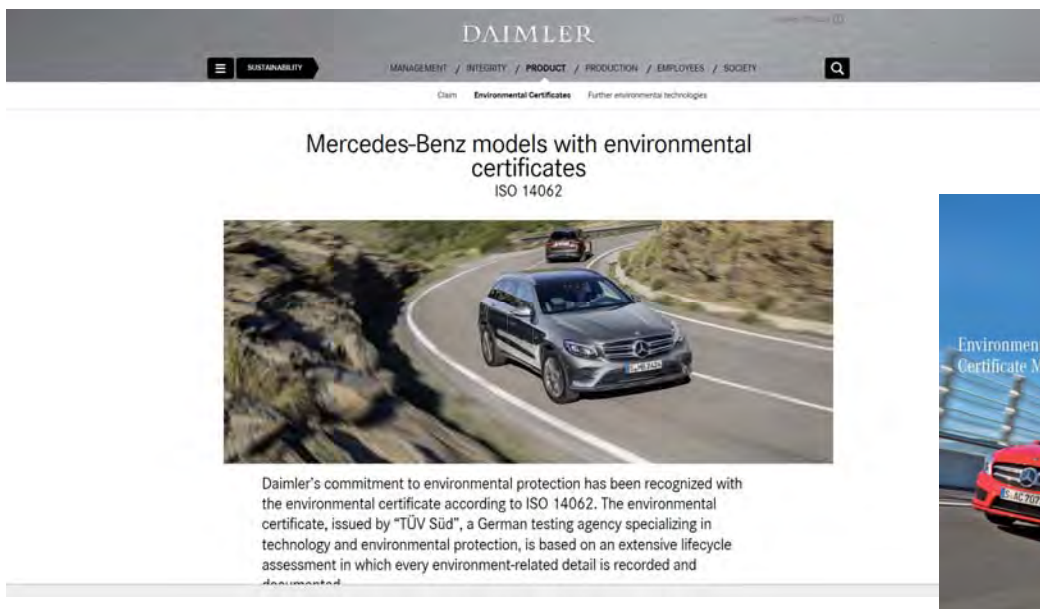 DAIMLER
SUSTAINABILITY
MANAGEMENT / INTEGRITY / PRODUCT / PRODUCTION / EMPLOYEES / SOCIETY
Claim Environmental Certificates Further environmental technologies
Mercedes-Benz models with environmental
certificates
ISO 14062
Daimler's commitment to environmental protection has been recognized with
the environmental certificate according to ISO 14062. The environmental
certificate, issued by “TÜV Süd”, a German testing agency specializing in
technology and environmental protection, is based on an extensive lifecycle
assessment in which every environment-related detail is recorded and
documented
Environmen
Certificate M